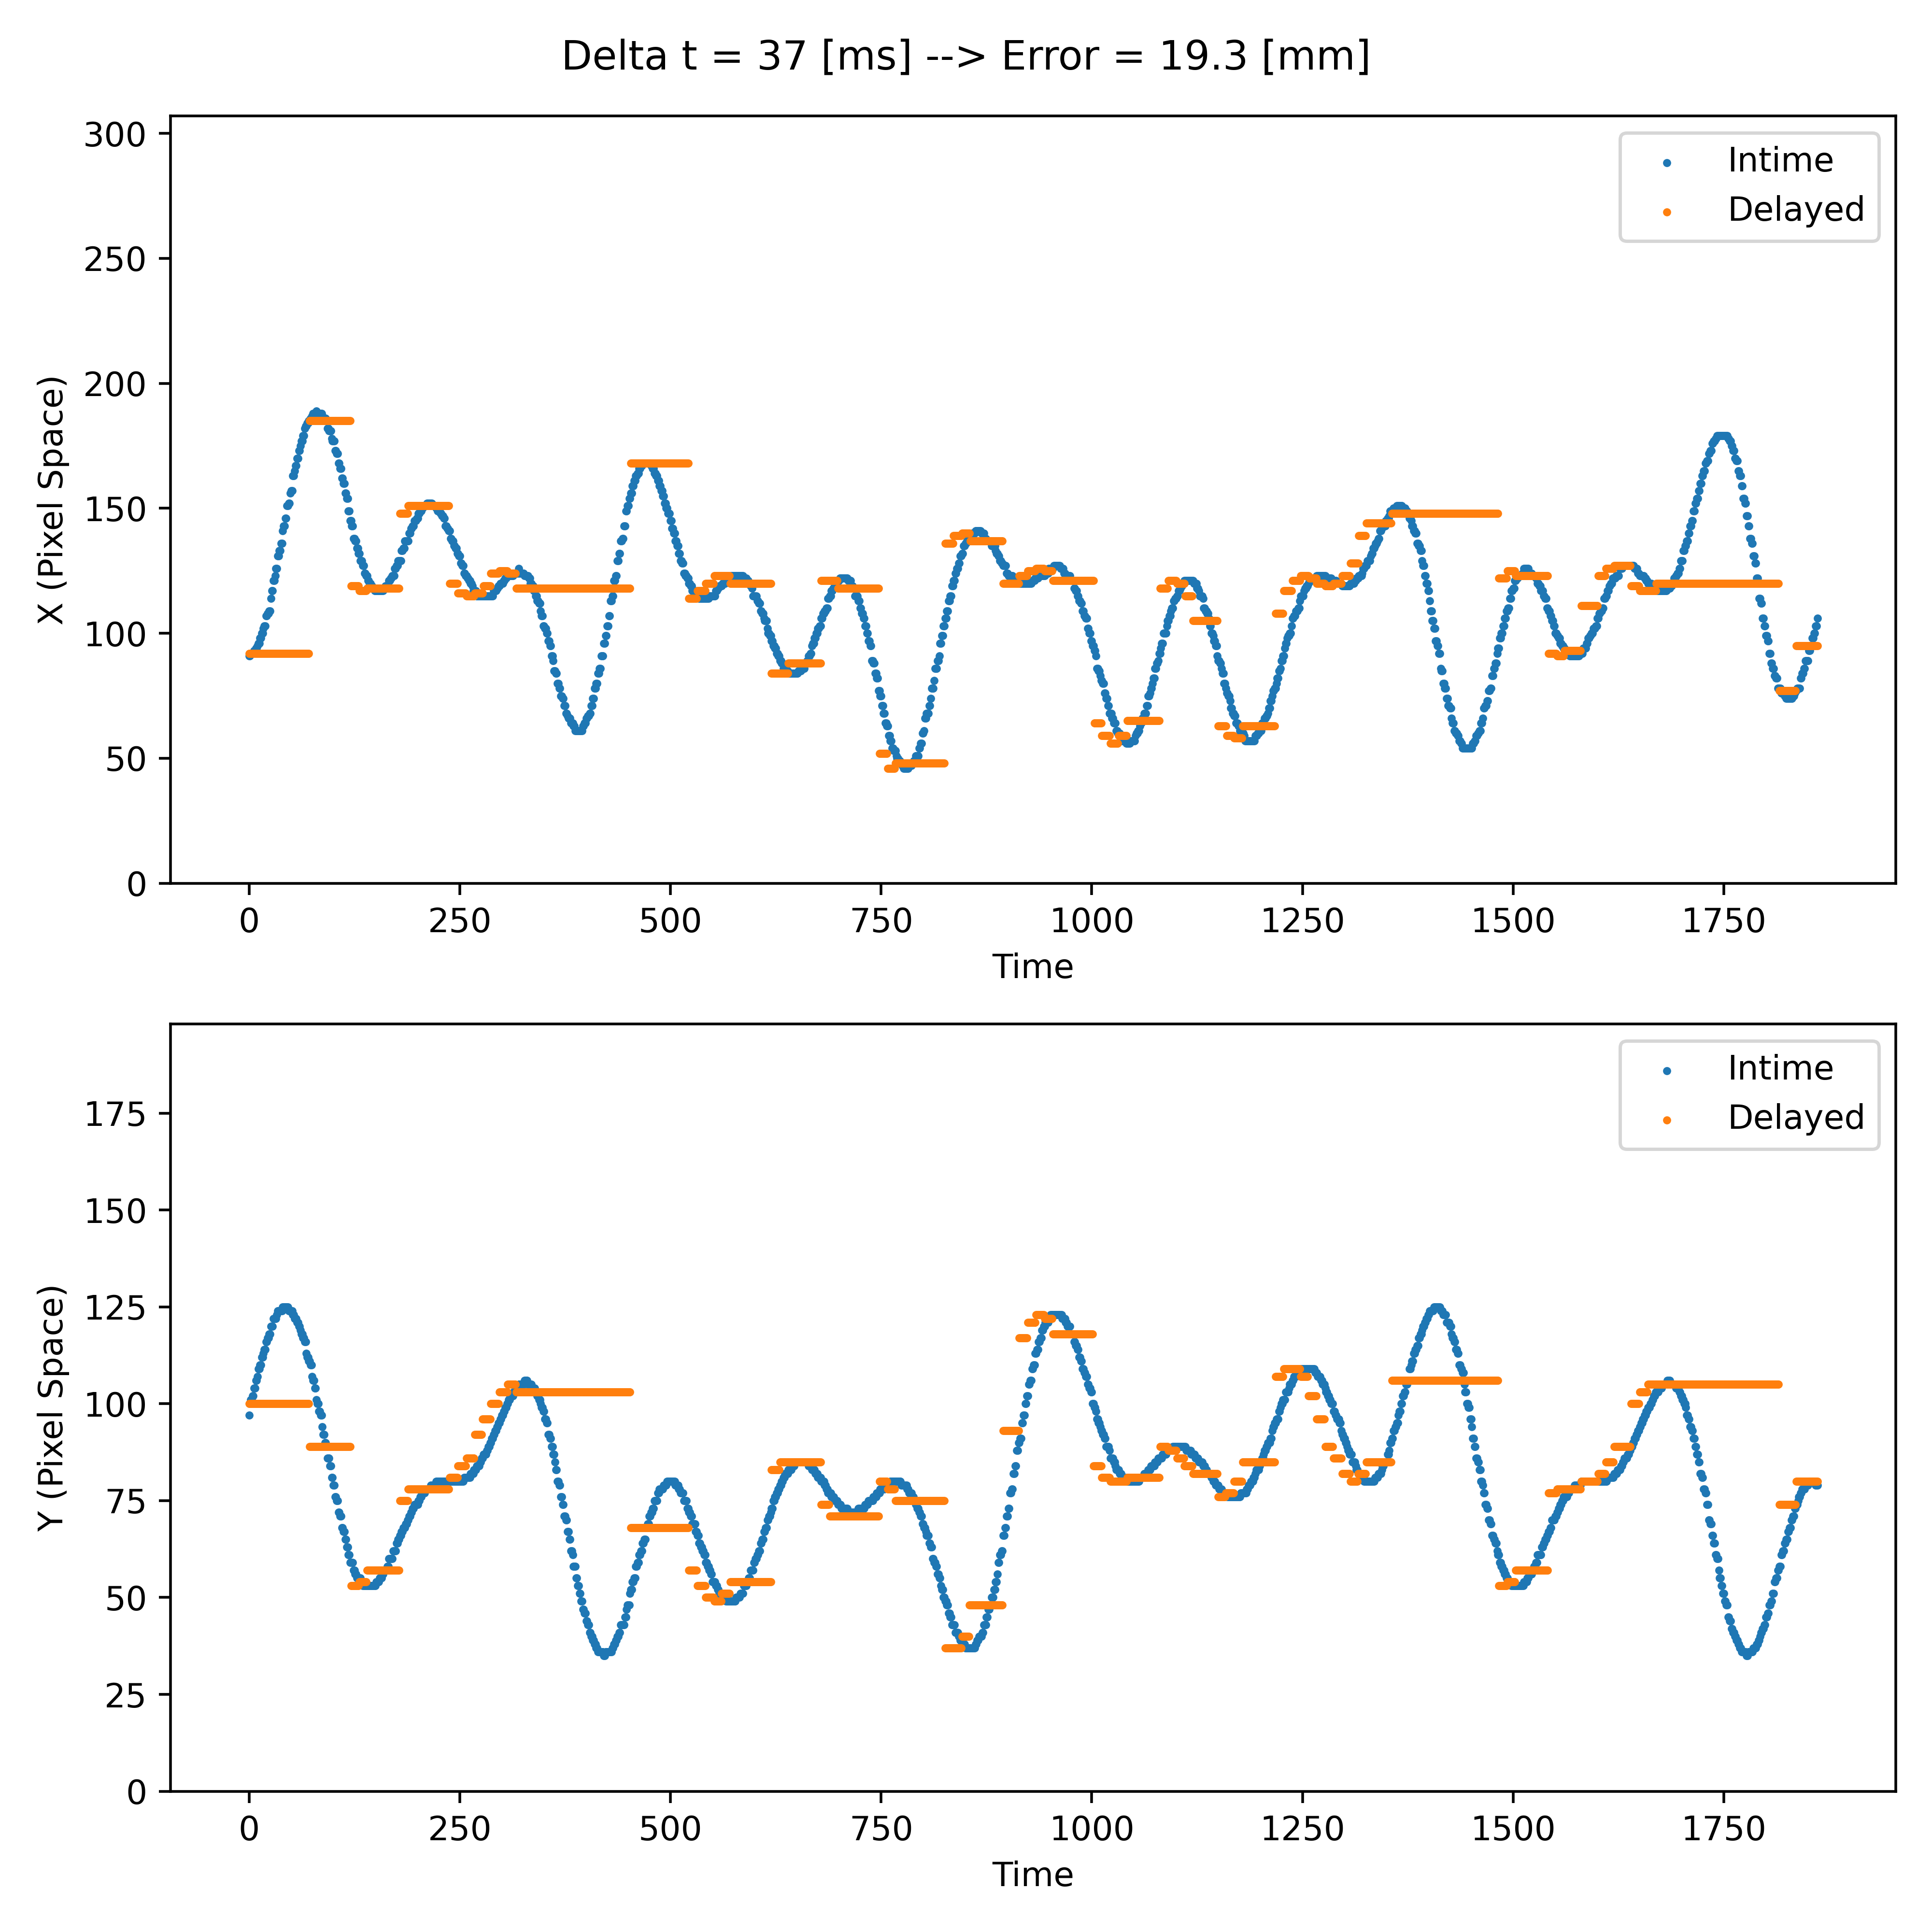 Delta t = 37 [ms] --> Error = 19.3 [mm]
300
250
200
150
100
50
0
X (Pixel Space)
Intime
Delayed
0 250 500 750 1000 1250 1500 1750
Time
175
150
125
100
75
50
25
0
Y (Pixel Space)
Intime
Delayed
0 250 500 750 1000 1250 1500 1750
Time